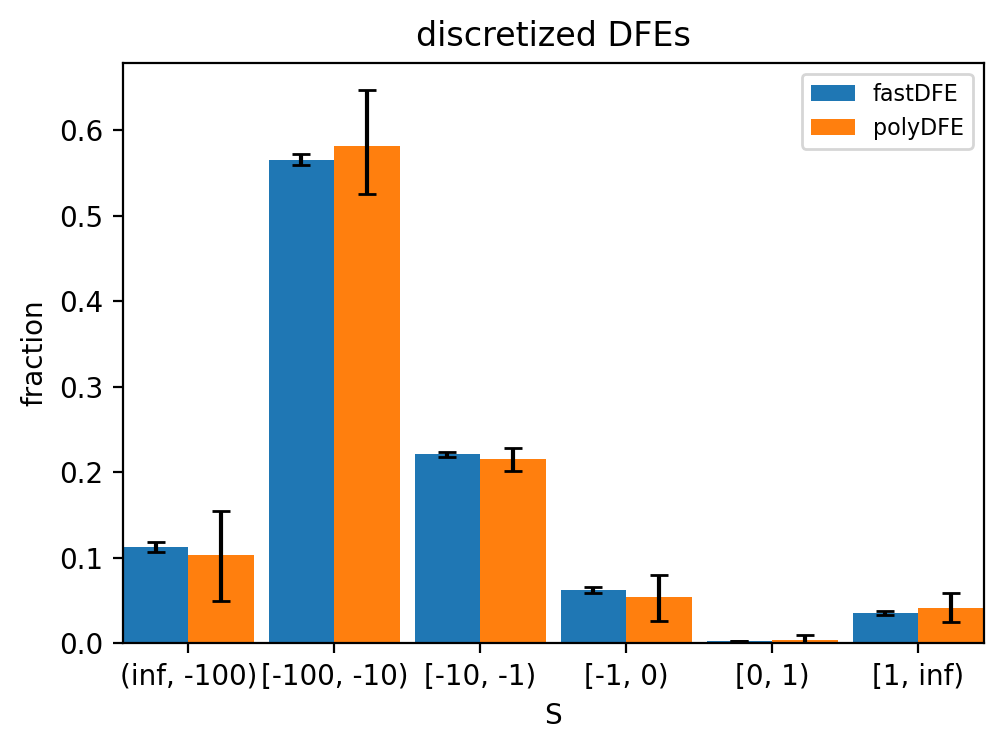 discretized DFEs
fastDFE
polyDFE
fraction
0.6
0.5
0.4
0.3
0.2
0.1
0.0
(inf, -100) [-100, -10) [-10, -1) [-1, 0) [0, 1) [1, inf)
S